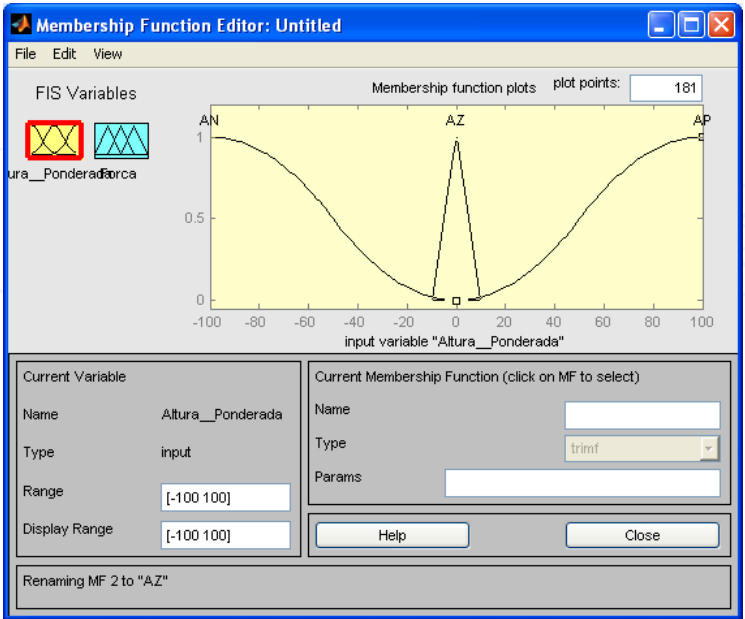 Membership Function Editor: Untitled
File Edit View
FIS Variables
Membership function plots plot points: 181
AN AZ AP
1
0.5
0
-100 -80 -60 -40 -20 0 20 40 60 80 100
input variable "Altura__Ponderada"
ura__Ponderada
Forca
Current Variable
Name Altura__Ponderada
Type input
Range [-100 100]
Display Range [-100 100]
Current Membership Function (click on MF to select)
Name
Type trimf
Params
Help Close
Renaming MF 2 to "AZ"